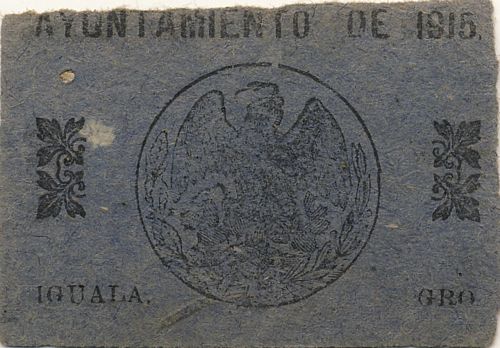 AYUNTAMIENTO DE 1915.
IGUALA.
GRO